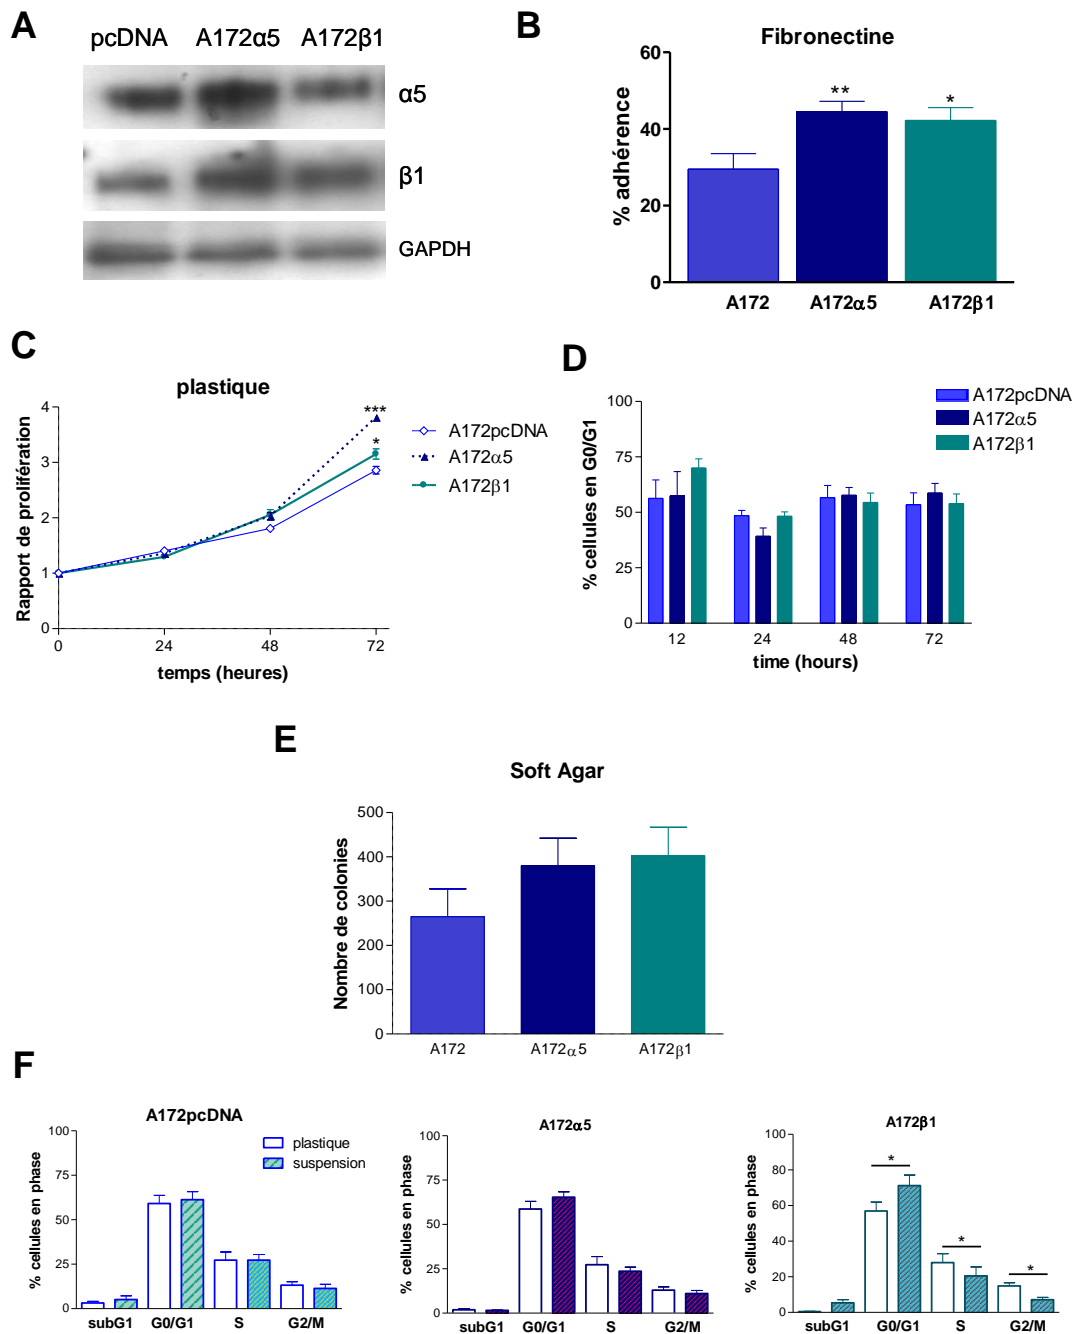 A
pcDNA A172α5 A172β1
α5
β1
GAPDH
B
Fibronectine
% adhérence
60
40
20
0
** *
A172 A172α5 A172β1
C
plastique
Rapport de prolifération
4
3
2
1
0
***
*
0 24 48 72
temps (heures)
A172pcDNA
A172α5
A172β1
D
% cellules en G0/G1
100
75
50
25
0
12 24 48 72
time (hours)
A172pcDNA
A172α5
A172β1
E
Soft Agar
Nombre de colonies
500
400
300
200
100
0
A172 A172α5 A172β1
F
A172pcDNA
% cellules en phase
100
75
50
25
0
plastique
suspension
subG1 G0/G1 S G2/M
A172α5
% cellules en phase
100
75
50
25
0
subG1 G0/G1 S G2/M
A172β1
% cellules en phase
100
80
60
40
20
0
* * *
subG1 G0/G1 S G2/M